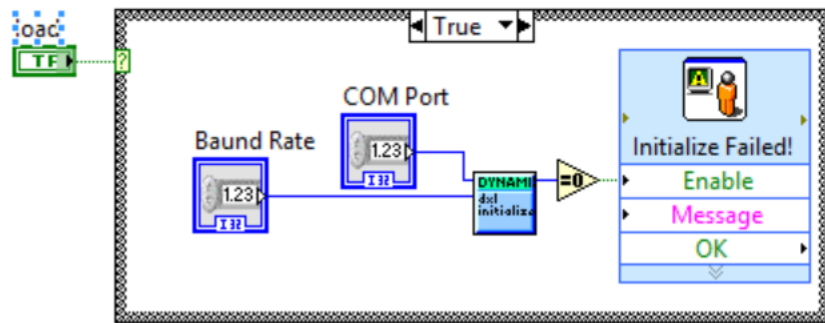 load
True
TF
?
COM Port
1.23
I32
Baund Rate
1.23
I32
DYNAMI
dxl
initializ
=0
Initialize Failed!
Enable
Message
OK